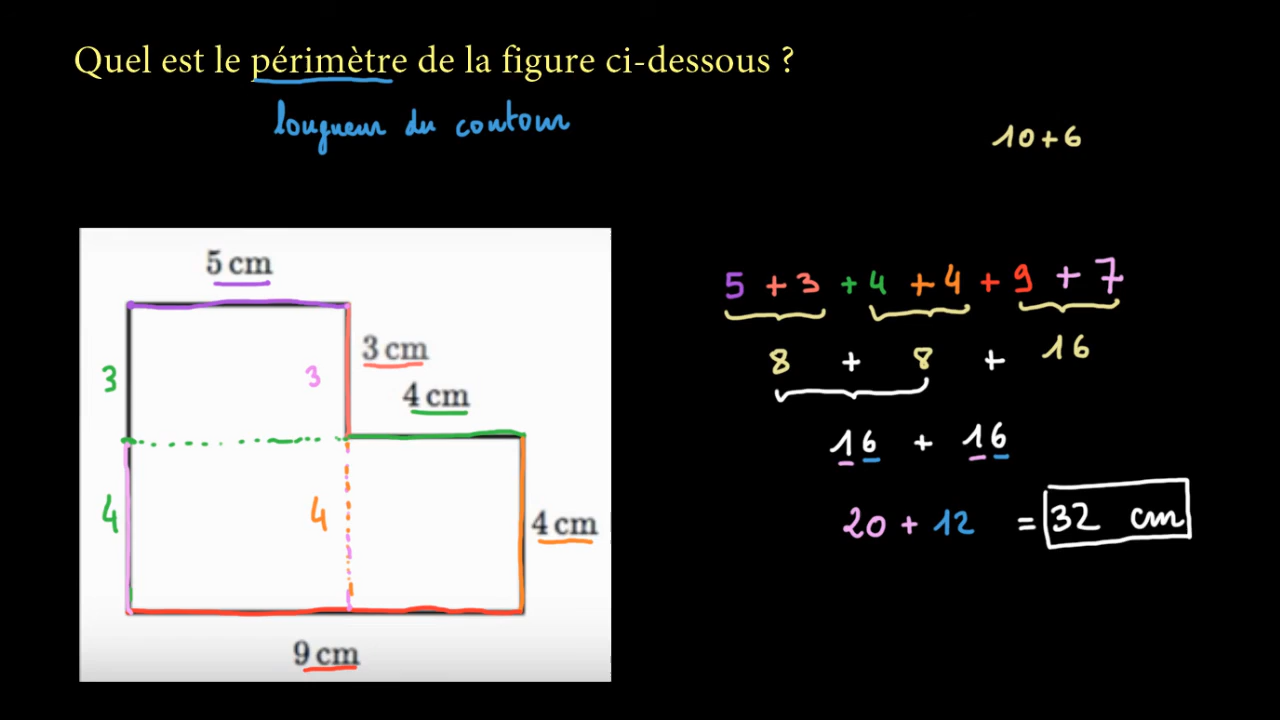 Quel est le périmètre de la figure ci-dessous ?
longueur du contour
10+6
5 cm
3
3
3 cm
4 cm
4
4
4 cm
9 cm
5 + 3 + 4 + 4 + 9 + 7
8 + 8 + 16
16 + 16
20 + 12 = 32 cm